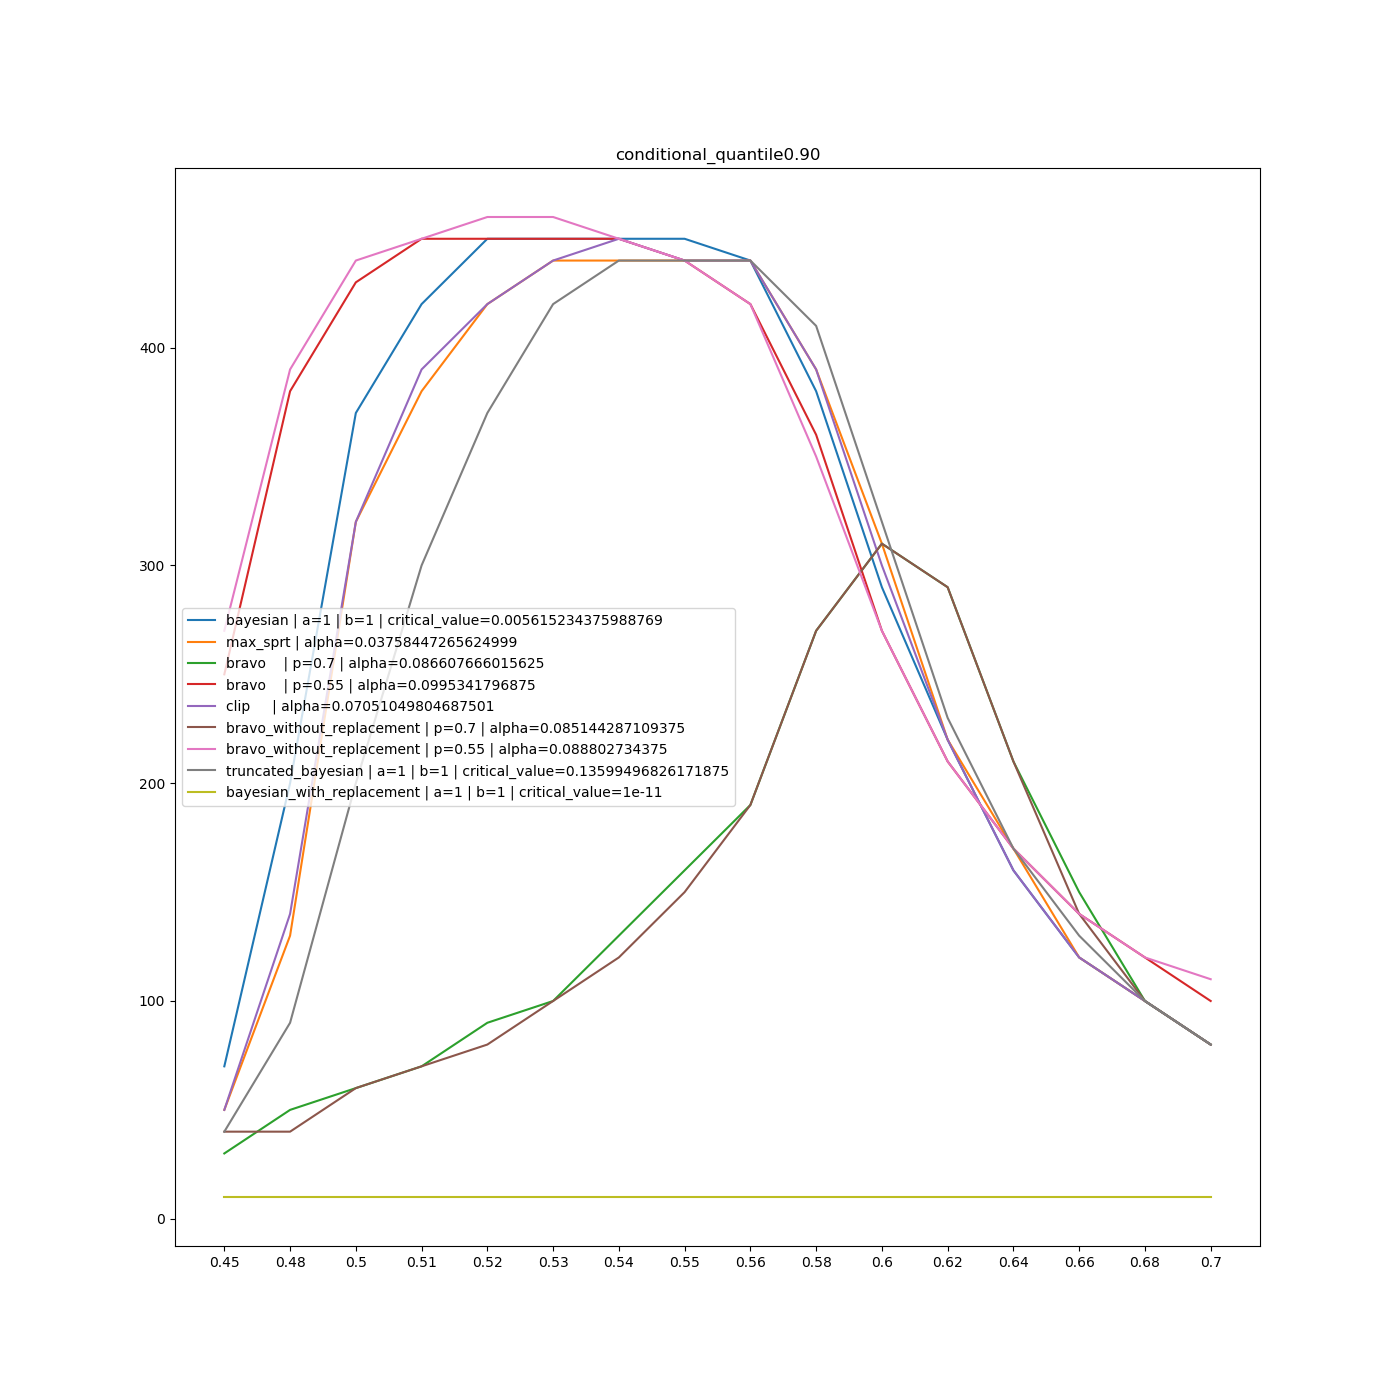 conditional_quantile0.90
400
300
200
100
0
bayesian | a=1 | b=1 | critical_value=0.005615234375988769
max_sprt | alpha=0.03758447265624999
bravo | p=0.7 | alpha=0.086607666015625
bravo | p=0.55 | alpha=0.0995341796875
clip | alpha=0.07051049804687501
bravo_without_replacement | p=0.7 | alpha=0.085144287109375
bravo_without_replacement | p=0.55 | alpha=0.088802734375
truncated_bayesian | a=1 | b=1 | critical_value=0.13599496826171875
bayesian_with_replacement | a=1 | b=1 | critical_value=1e-11
0.45 0.48 0.5 0.51 0.52 0.53 0.54 0.55 0.56 0.58 0.6 0.62 0.64 0.66 0.68 0.7